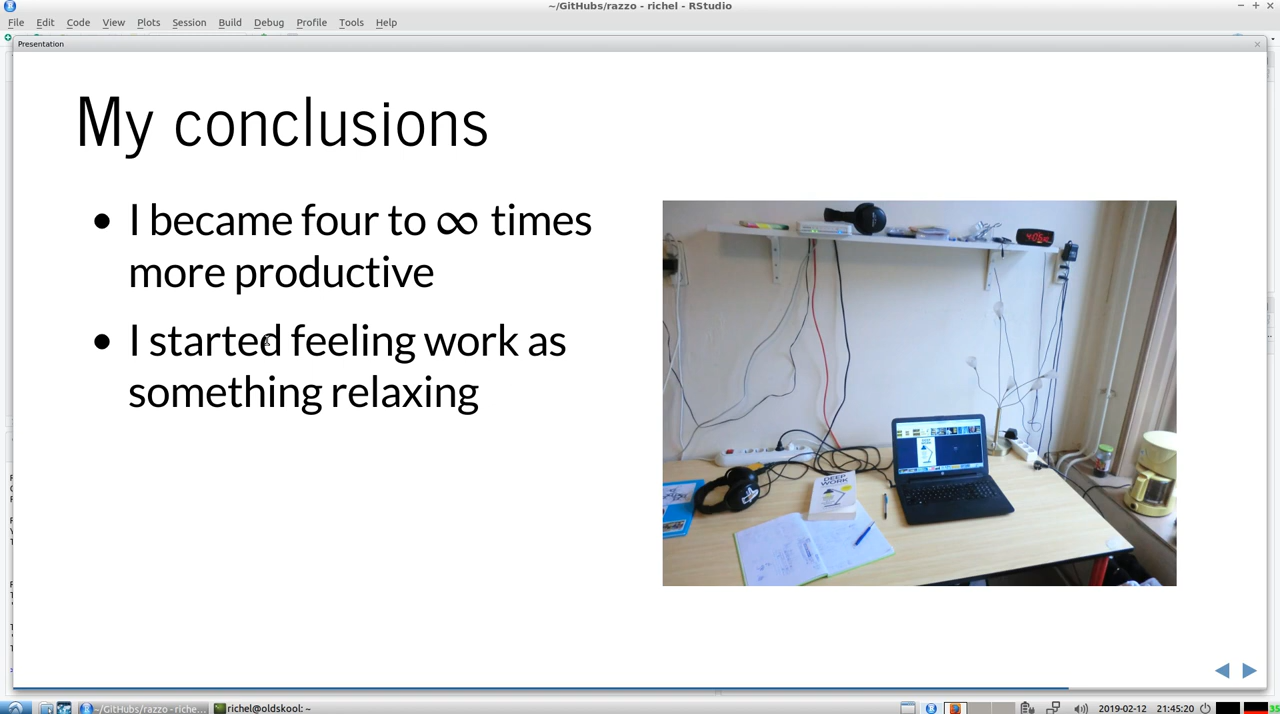 ~/GitHubs/razzo - richel - RStudio
File Edit Code View Plots Session Build Debug Profile Tools Help
Presentation
My conclusions
I became four to ∞ times
more productive
I started feeling work as
something relaxing
DEEP
WORK
~/GitHubs/razzo - riche...
richel@oldskool: ~
2019-02-12 21:45:20
35